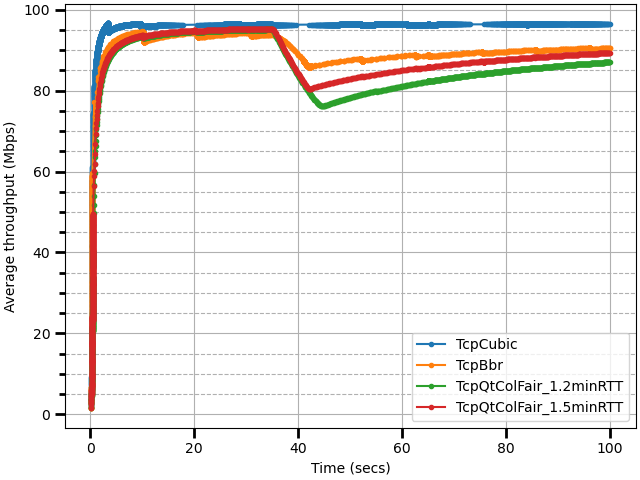 100
80
60
40
20
0
Average throughput (Mbps)
0 20 40 60 80 100
Time (secs)
TcpCubic
TcpBbr
TcpQtColFair_1.2minRTT
TcpQtColFair_1.5minRTT